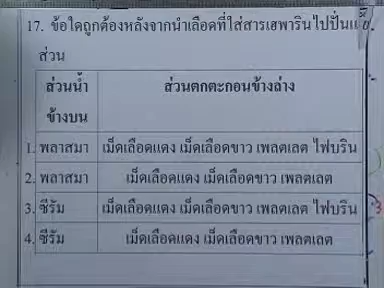 17. ข้อใดถูกต้องหลังจากนำเลือดที่ใส่สารเฮพารินไปปั่นแย
ส่วน
ส่วนน้ำ ส่วนตกตะกอนข้างล่าง
ข้างบน
1. พลาสมา เม็ดเลือดแดง เม็ดเลือดขาว เพลตเลต ไฟบริน
2. พลาสมา เม็ดเลือดแดง เม็ดเลือดขาว เพลตเลต
3. ซีรัม เม็ดเลือดแดง เม็ดเลือดขาว เพลตเลต ไฟบริน
4. ซีรัม เม็ดเลือดแดง เม็ดเลือดขาว เพลตเลต